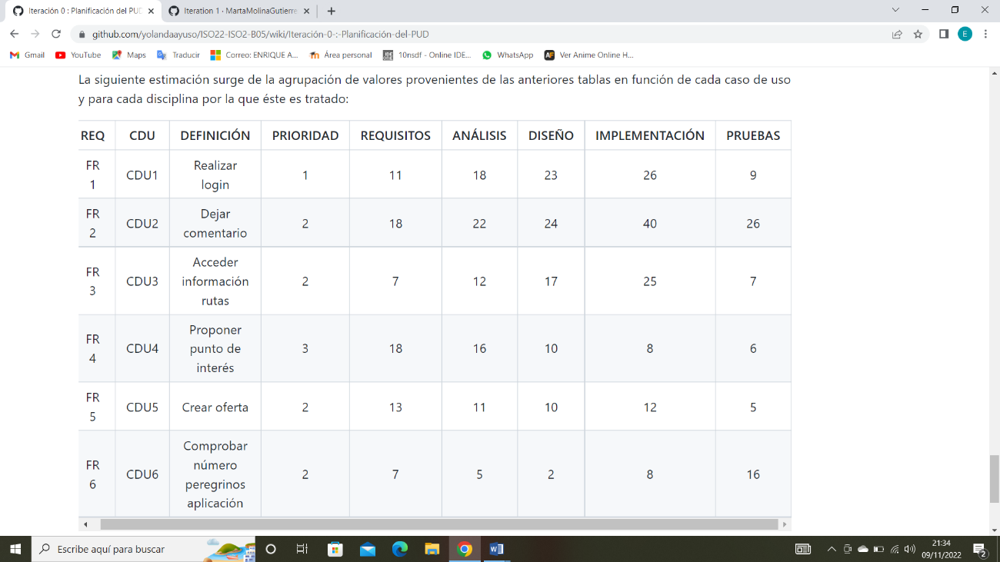 Iteración 0 : Planificación del PUD
Iteration 1 · MartaMolinaGutierre
github.com/yolandaayuso/ISO22-ISO2-B05/wiki/Iteración-0-:-Planificación-del-PUD
E
Gmail YouTube Maps Traducir Correo: ENRIQUE A... Área personal 10nsdf - Online IDE... WhatsApp Ver Anime Online H...
La siguiente estimación surge de la agrupación de valores provenientes de las anteriores tablas en función de cada caso de uso
y para cada disciplina por la que éste es tratado:
REQ CDU DEFINICIÓN PRIORIDAD REQUISITOS ANÁLISIS DISEÑO IMPLEMENTACIÓN PRUEBAS
FR 1 CDU1 Realizar login 1 11 18 23 26 9
FR 2 CDU2 Dejar comentario 2 18 22 24 40 26
FR 3 CDU3 Acceder información rutas 2 7 12 17 25 7
FR 4 CDU4 Proponer punto de interés 3 18 16 10 8 6
FR 5 CDU5 Crear oferta 2 13 11 10 12 5
FR 6 CDU6 Comprobar número peregrinos aplicación 2 7 5 2 8 16
Escribe aquí para buscar
21:34
09/11/2022
2